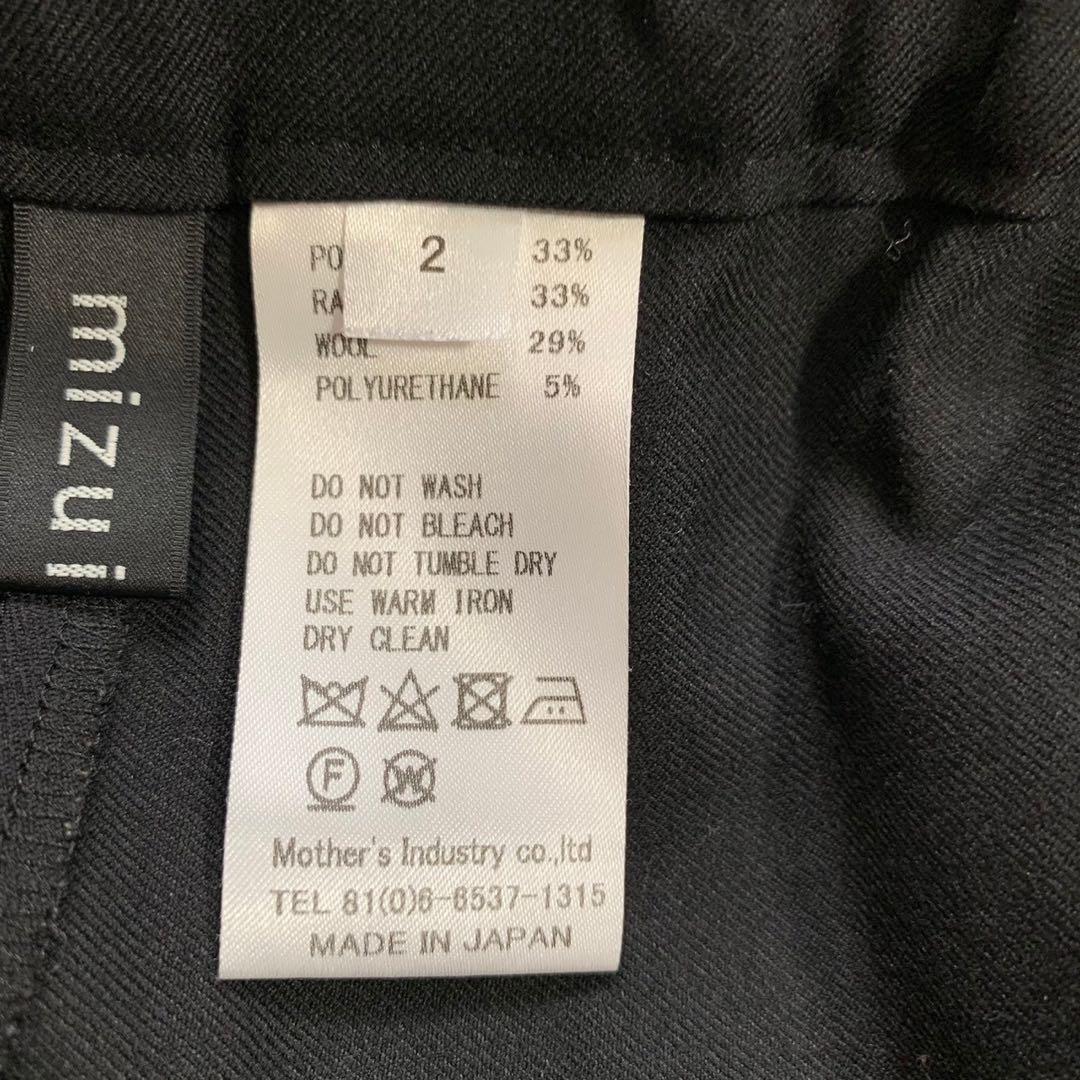 mizuiro
2
PO 33%
RA 33%
WOOL 29%
POLYURETHANE 5%
DO NOT WASH
DO NOT BLEACH
DO NOT TUMBLE DRY
USE WARM IRON
DRY CLEAN
F W
Mother's Industry co.,ltd
TEL 81(0)6-6537-1315
MADE IN JAPAN